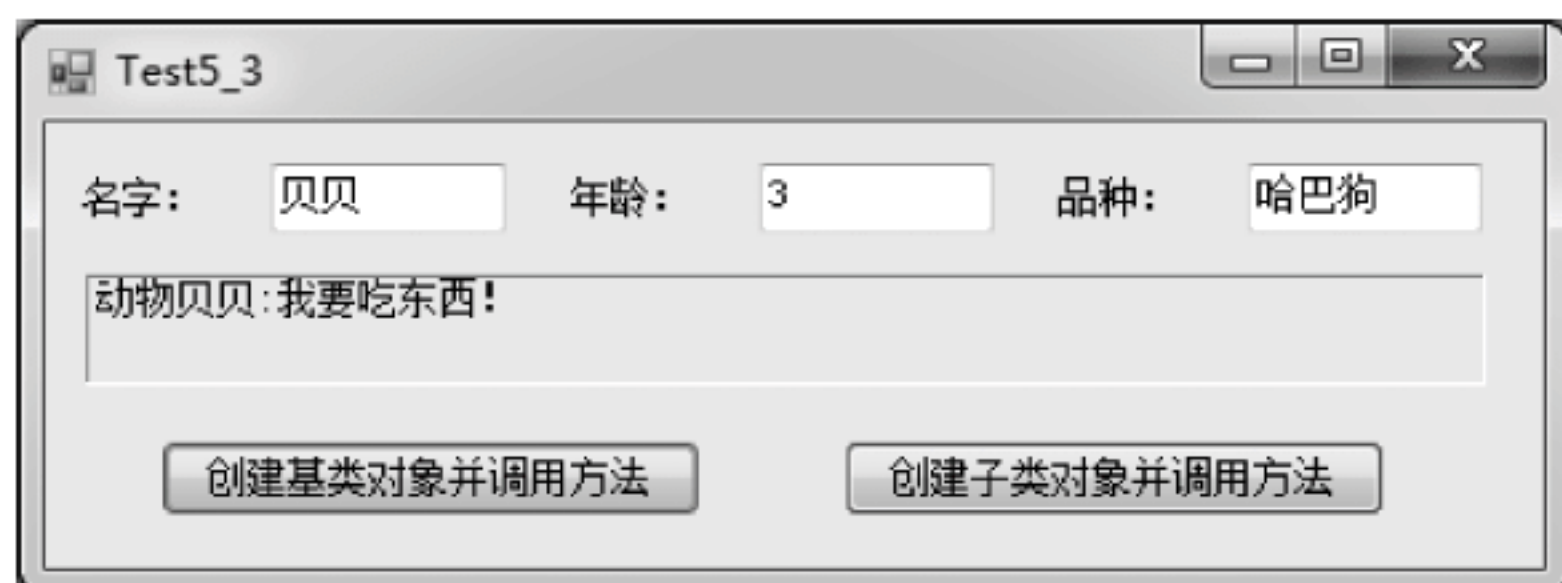 Test5_3
名字: 贝贝 年龄: 3 品种: 哈巴狗
动物贝贝:我要吃东西!
创建基类对象并调用方法 创建子类对象并调用方法